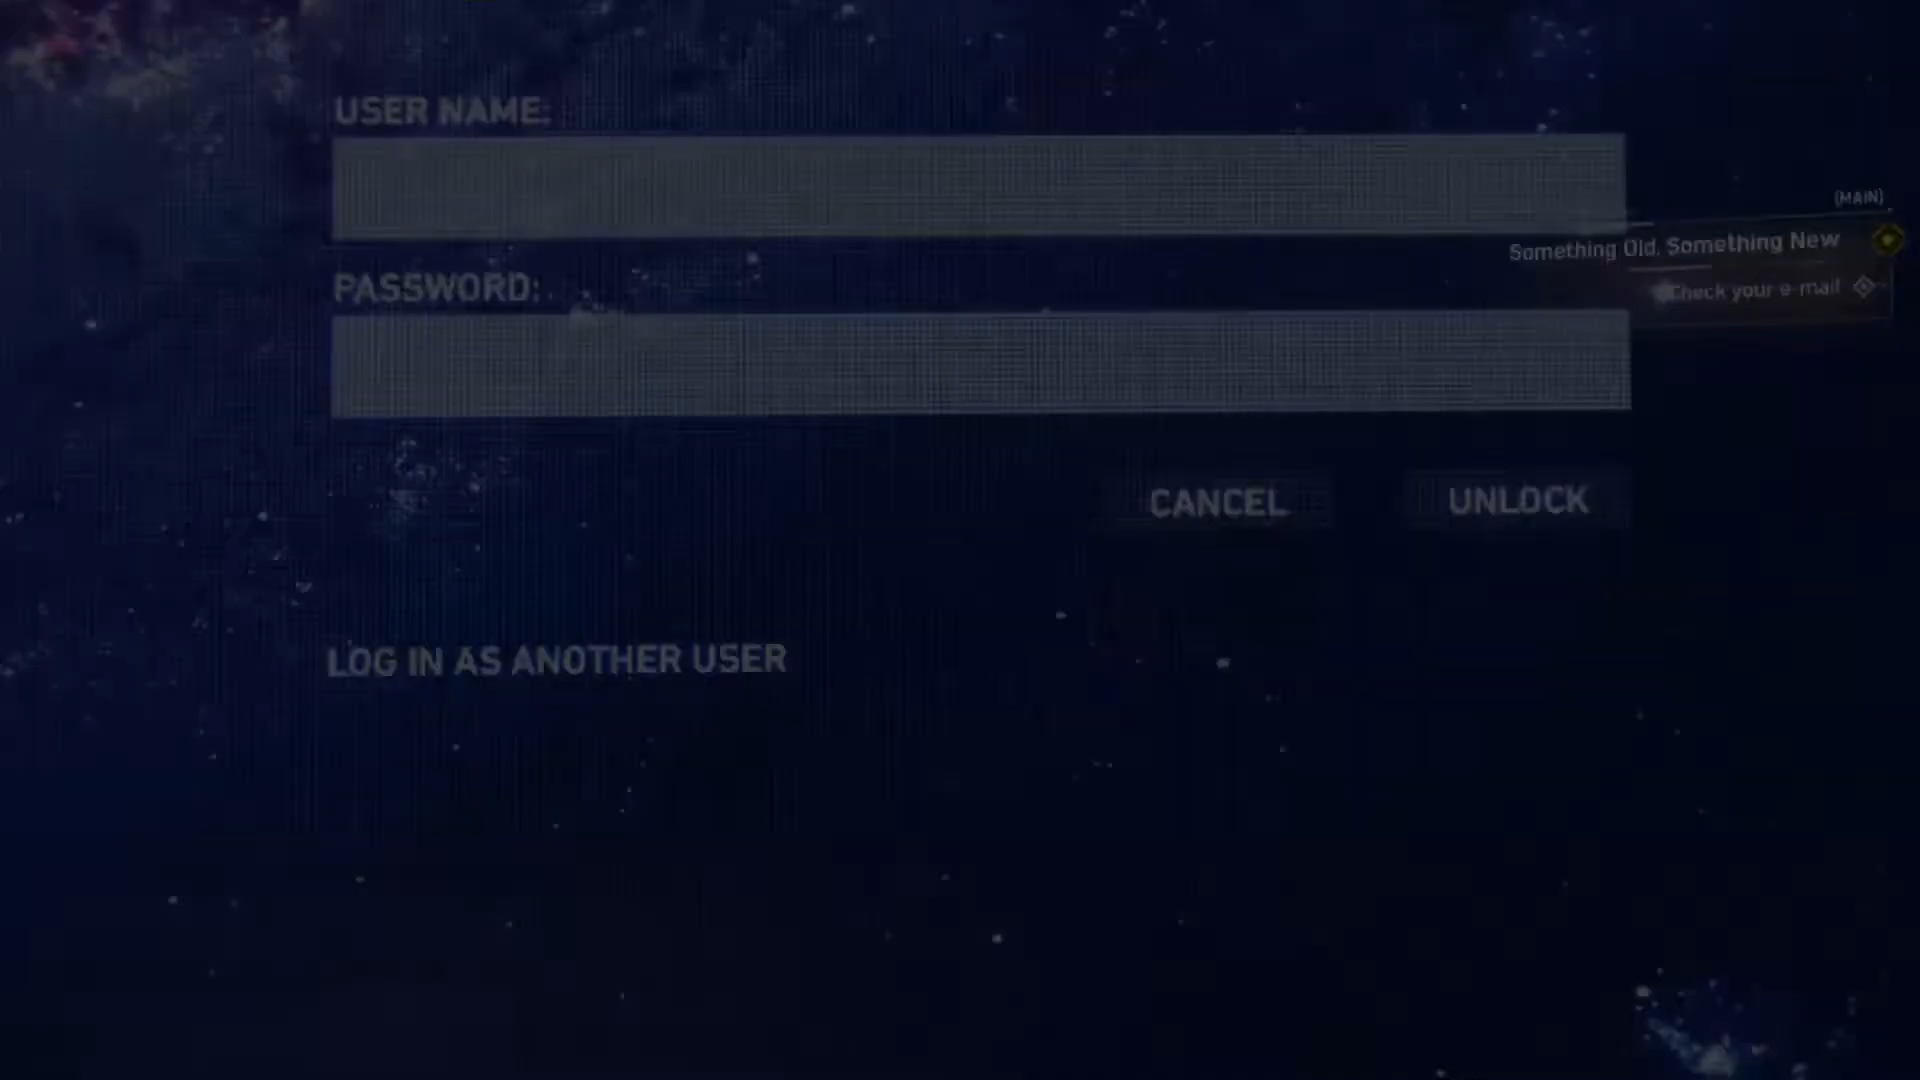 USER NAME:
(MAIN)
Something Old, Something New
PASSWORD:
Check your e-mail
CANCEL
UNLOCK
LOG IN AS ANOTHER USER